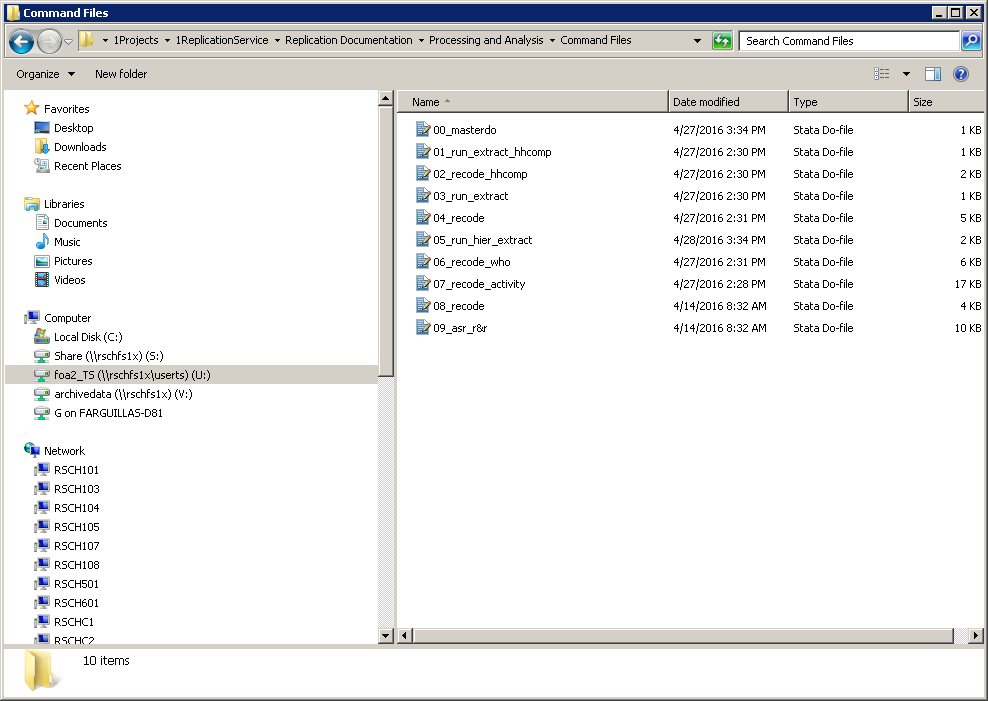 Command Files
1Projects 1ReplicationService Replication Documentation Processing and Analysis Command Files Search Command Files
Organize New folder
Favorites
Desktop
Downloads
Recent Places
Libraries
Documents
Music
Pictures
Videos
Computer
Local Disk (C:)
Share (\\rschfs1x) (S:)
foa2_TS (\\rschfs1x\userts) (U:)
archivedata (\\rschfs1x) (V:)
G on FARGUILLAS-D81
Network
RSCH101
RSCH103
RSCH104
RSCH105
RSCH107
RSCH108
RSCH501
RSCH601
RSCHC1
RSCHC2
Name Date modified Type Size
00_masterdo 4/27/2016 3:34 PM Stata Do-file 1 KB
01_run_extract_hhcomp 4/27/2016 2:30 PM Stata Do-file 1 KB
02_recode_hhcomp 4/27/2016 2:30 PM Stata Do-file 2 KB
03_run_extract 4/27/2016 2:30 PM Stata Do-file 1 KB
04_recode 4/27/2016 2:31 PM Stata Do-file 5 KB
05_run_hier_extract 4/28/2016 3:34 PM Stata Do-file 2 KB
06_recode_who 4/27/2016 2:31 PM Stata Do-file 6 KB
07_recode_activity 4/27/2016 2:28 PM Stata Do-file 17 KB
08_recode 4/14/2016 8:32 AM Stata Do-file 4 KB
09_asr_r&r 4/14/2016 8:32 AM Stata Do-file 10 KB
10 items